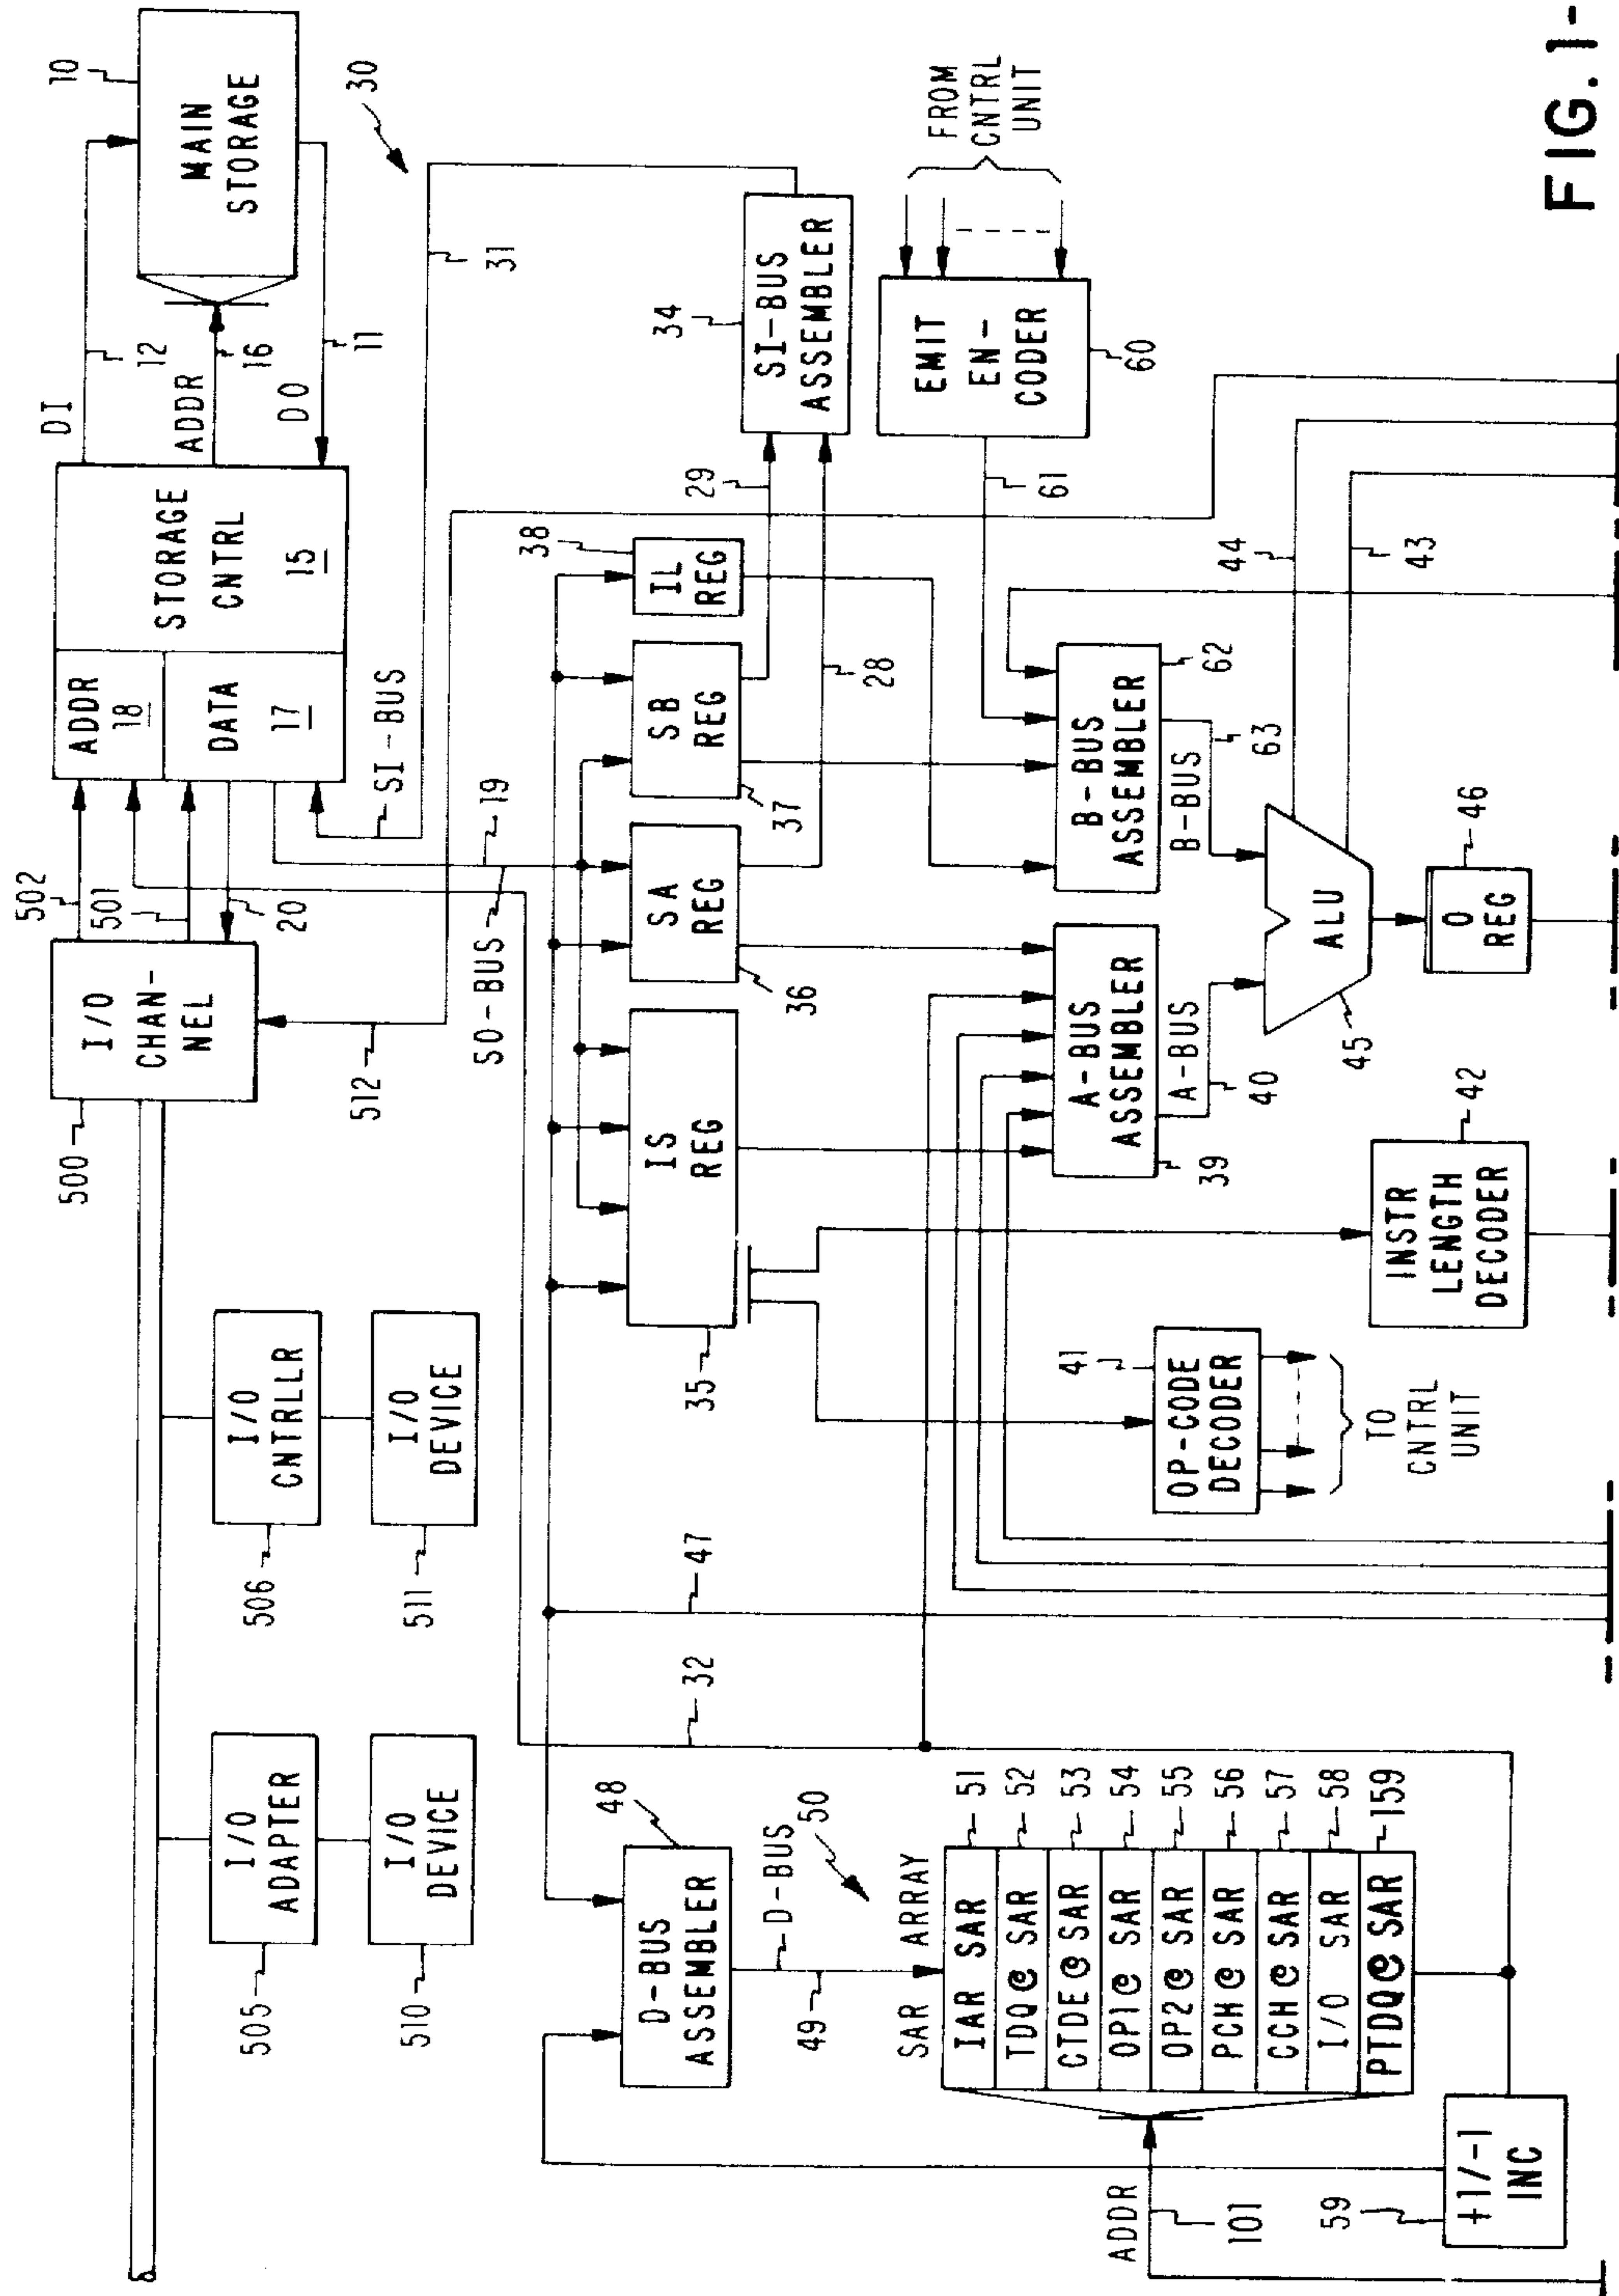 10
MAIN
STORAGE
DI
12
ADDR
16
DO
11
30
STORAGE
CNTRL
15
ADDR
18
DATA
17
SI-BUS
31
502
501
20
I/O
CHAN-
NEL
500
512
SO-BUS
19
I/O
CNTRLLR
506
I/O
DEVICE
511
I/O
ADAPTER
505
I/O
DEVICE
510
SI-BUS
ASSEMBLER
34
29
28
IL
REG
38
SB
REG
37
SA
REG
36
IS
REG
35
47
32
FROM
CNTRL
UNIT
EMIT
EN-
CODER
60
61
B-BUS
ASSEMBLER
62
B-BUS
63
A-BUS
ASSEMBLER
39
A-BUS
40
44
43
ALU
45
O
REG
46
INSTR
LENGTH
DECODER
42
OP-CODE
DECODER
41
TO
CNTRL
UNIT
D-BUS
ASSEMBLER
48
D-BUS
49
50
SAR ARRAY
IAR SAR 51
TDQ@ SAR 52
CTDE@ SAR 53
OP1@ SAR 54
OP2@ SAR 55
PCH@ SAR 56
CCH@ SAR 57
I/O SAR 58
PTDQ@ SAR 159
ADDR
101
59
+1/-1
INC
FIG.1-